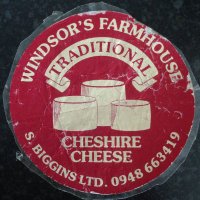 WINDSOR'S FARMHOUSE
TRADITIONAL
CHESHIRE
CHEESE
S. BIGGINS LTD. 0948 663419